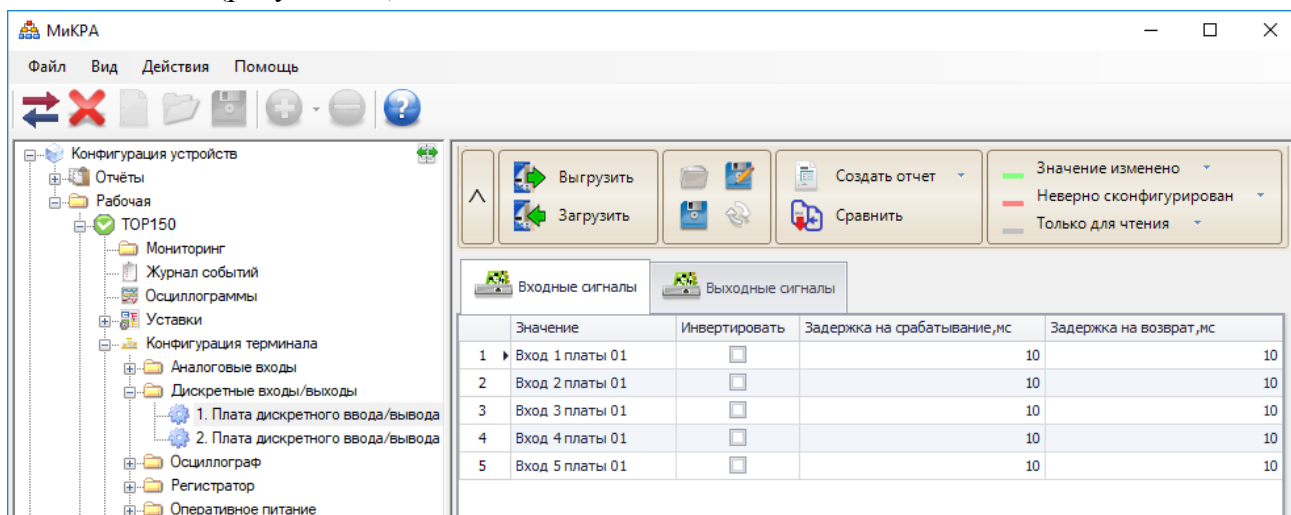 МиКРА
Файл Вид Действия Помощь
Конфигурация устройств
Отчёты
Рабочая
ТОР150
Мониторинг
Журнал событий
Осциллограммы
Уставки
Конфигурация терминала
Аналоговые входы
Дискретные входы/выходы
1. Плата дискретного ввода/вывода
2. Плата дискретного ввода/вывода
Осциллограф
Регистратор
Оперативное питание
Выгрузить
Загрузить
Создать отчет
Сравнить
Значение изменено
Неверно сконфигурирован
Только для чтения
Входные сигналы Выходные сигналы
Значение Инвертировать Задержка на срабатывание,мс Задержка на возврат,мс
1 Вход 1 платы 01 10 10
2 Вход 2 платы 01 10 10
3 Вход 3 платы 01 10 10
4 Вход 4 платы 01 10 10
5 Вход 5 платы 01 10 10